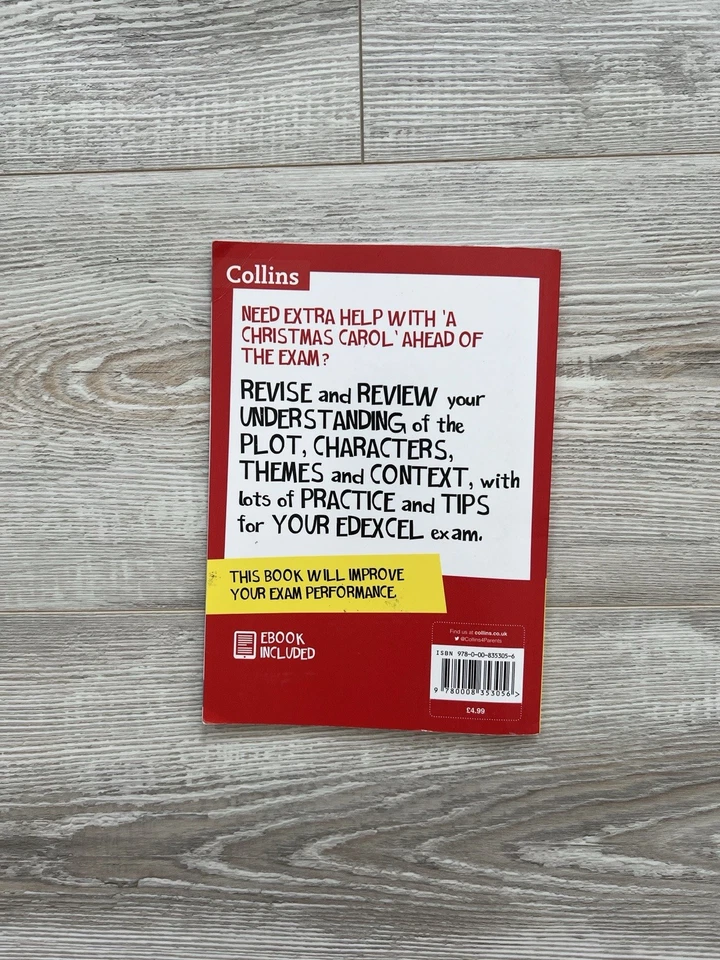 Collins
NEED EXTRA HELP WITH 'A
CHRISTMAS CAROL' AHEAD OF
THE EXAM?
REVISE and REVIEW your
UNDERSTANDING of the
PLOT, CHARACTERS,
THEMES and CONTEXT, with
lots of PRACTICE and TIPS
for YOUR EDEXCEL exam.
THIS BOOK WILL IMPROVE
YOUR EXAM PERFORMANCE
EBOOK
INCLUDED
Find us at collins.co.uk
@Collins4Parents
ISBN 978-0-00-835305-6
9 780008 353056 >
£4.99